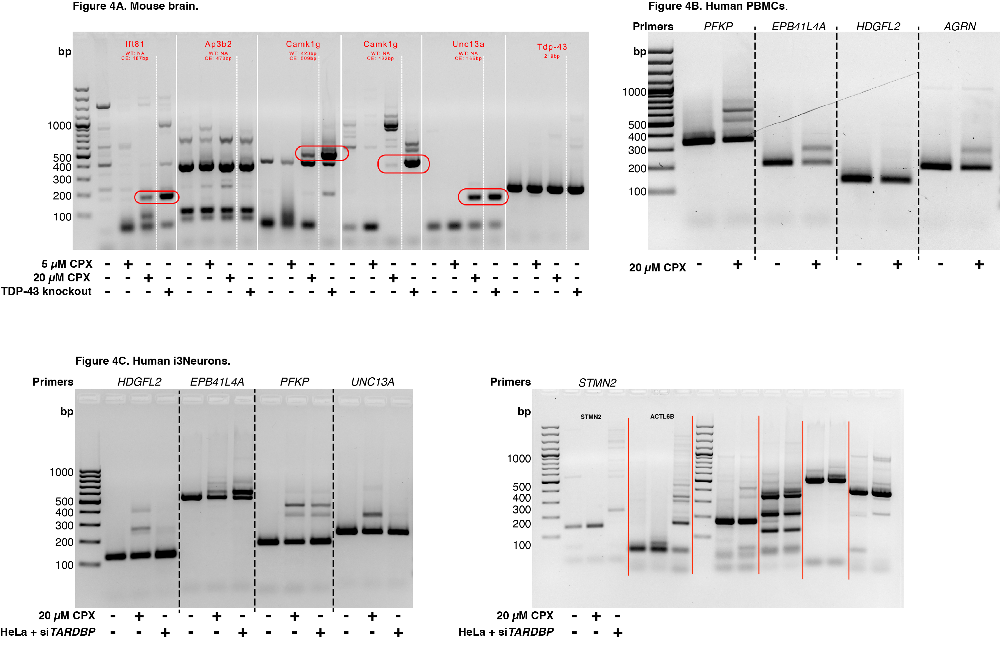 Figure 4A. Mouse brain.
bp
Ift81
WT: NA
CE: 187bp
Ap3b2
WT: NA
CE: 473bp
Camk1g
WT: 423bp
CE: 509bp
Camk1g
WT: NA
CE: 422bp
Unc13a
WT: NA
CE: 166bp
Tdp-43
219bp
1000
500
400
300
200
100
5 µM CPX - + - - - + - - - + - - - + - - - + - - - + - -
20 µM CPX - - + - - - + - - - + - - - + - - - + - - - + -
TDP-43 knockout - - - + - - - + - - - + - - - + - - - + - - - +
Figure 4B. Human PBMCs.
Primers PFKP EPB41L4A HDGFL2 AGRN
bp
1000
500
400
300
200
100
20 µM CPX - + - + - + - +
Figure 4C. Human i3Neurons.
Primers HDGFL2 EPB41L4A PFKP UNC13A
bp
1000
500
400
300
200
100
20 µM CPX - + - - + - - + - - + -
HeLa + siTARDBP - - + - - + - - + - - +
Primers STMN2
bp
STMN2 ACTL6B
1000
500
400
300
200
100
20 µM CPX - + -
HeLa + siTARDBP - - +